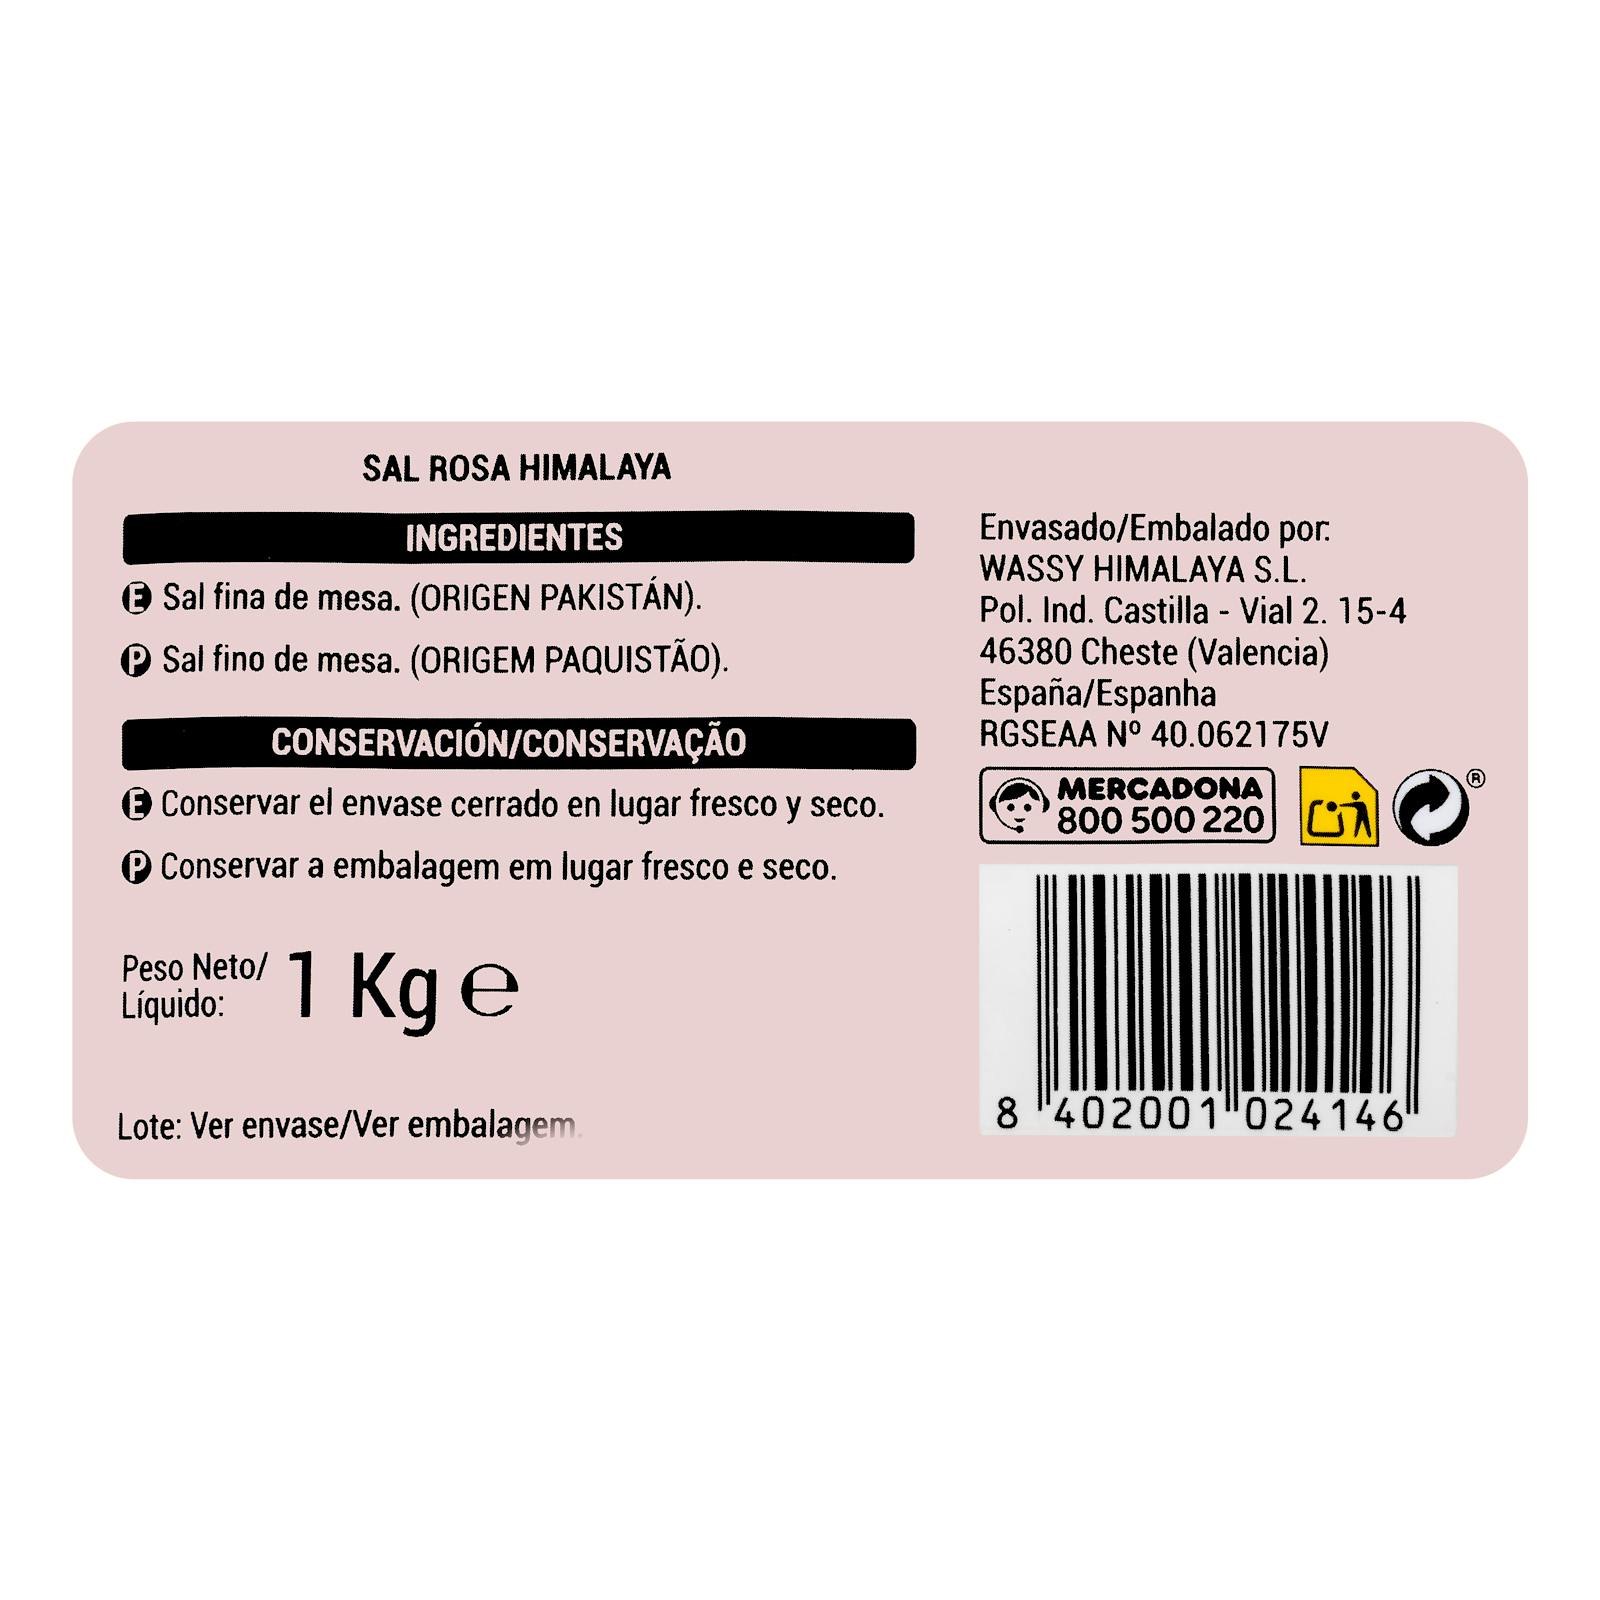 SAL ROSA HIMALAYA
INGREDIENTES
E Sal fina de mesa. (ORIGEN PAKISTÁN).
P Sal fino de mesa. (ORIGEM PAQUISTÃO).
CONSERVACIÓN/CONSERVAÇÃO
E Conservar el envase cerrado en lugar fresco y seco.
P Conservar a embalagem em lugar fresco e seco.
Peso Neto/
Líquido: 1 Kg ℮
Lote: Ver envase/Ver embalagem.
Envasado/Embalado por:
WASSY HIMALAYA S.L.
Pol. Ind. Castilla - Vial 2. 15-4
46380 Cheste (Valencia)
España/Espanha
RGSEAA Nº 40.062175V
MERCADONA
800 500 220
®
8 402001 024146